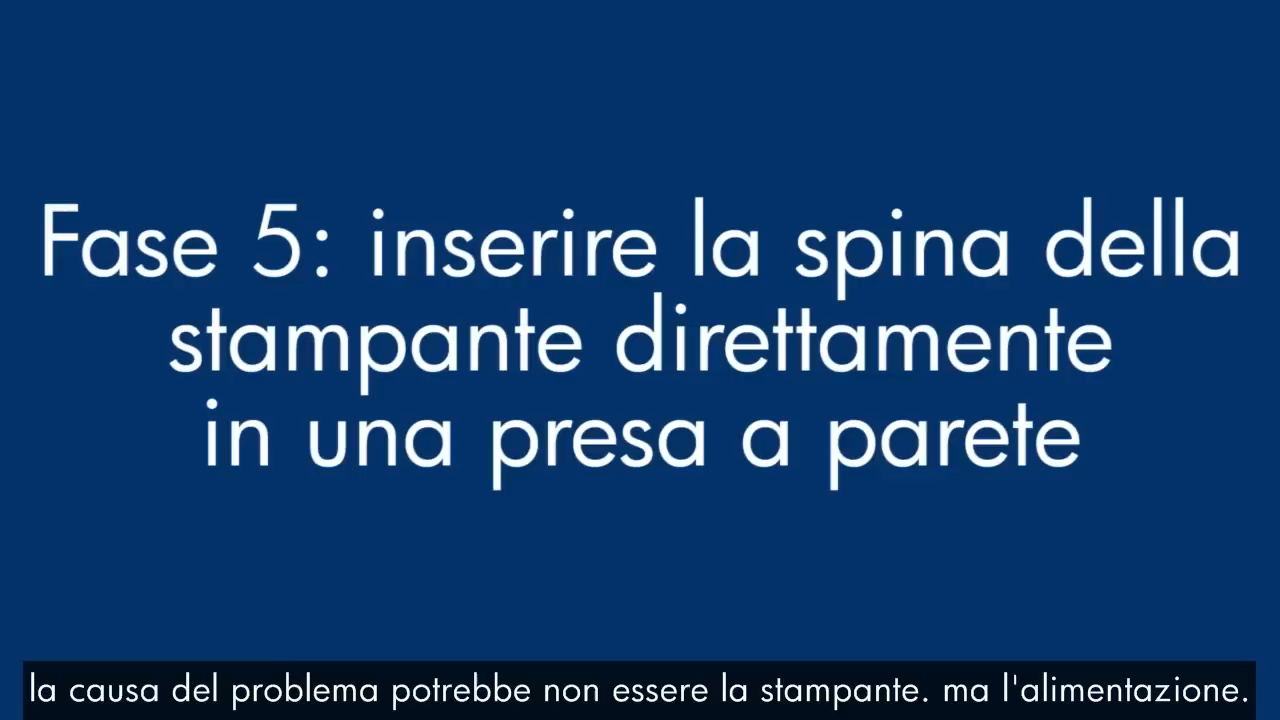 Fase 5: inserire la spina della
stampante direttamente
in una presa a parete
la causa del problema potrebbe non essere la stampante. ma l'alimentazione.